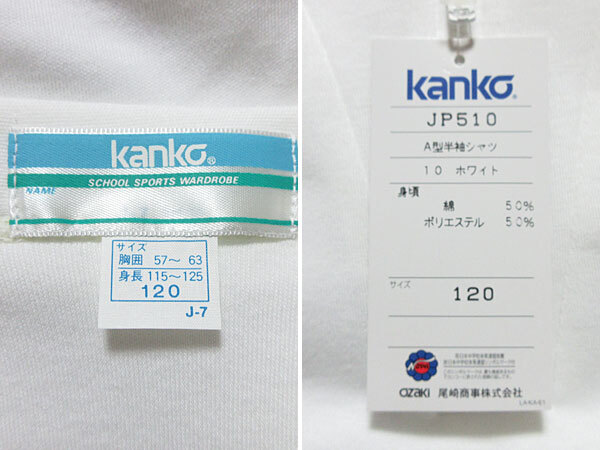 kanko®
SCHOOL SPORTS WARDROBE
NAME
サイズ
胸囲 57〜 63
身長 115〜125
120
J-7
kanko®
JP510
A型半袖シャツ
10 ホワイト
身頃
綿 50%
ポリエステル 50%
サイズ
120
ozaki 尾崎商事株式会社